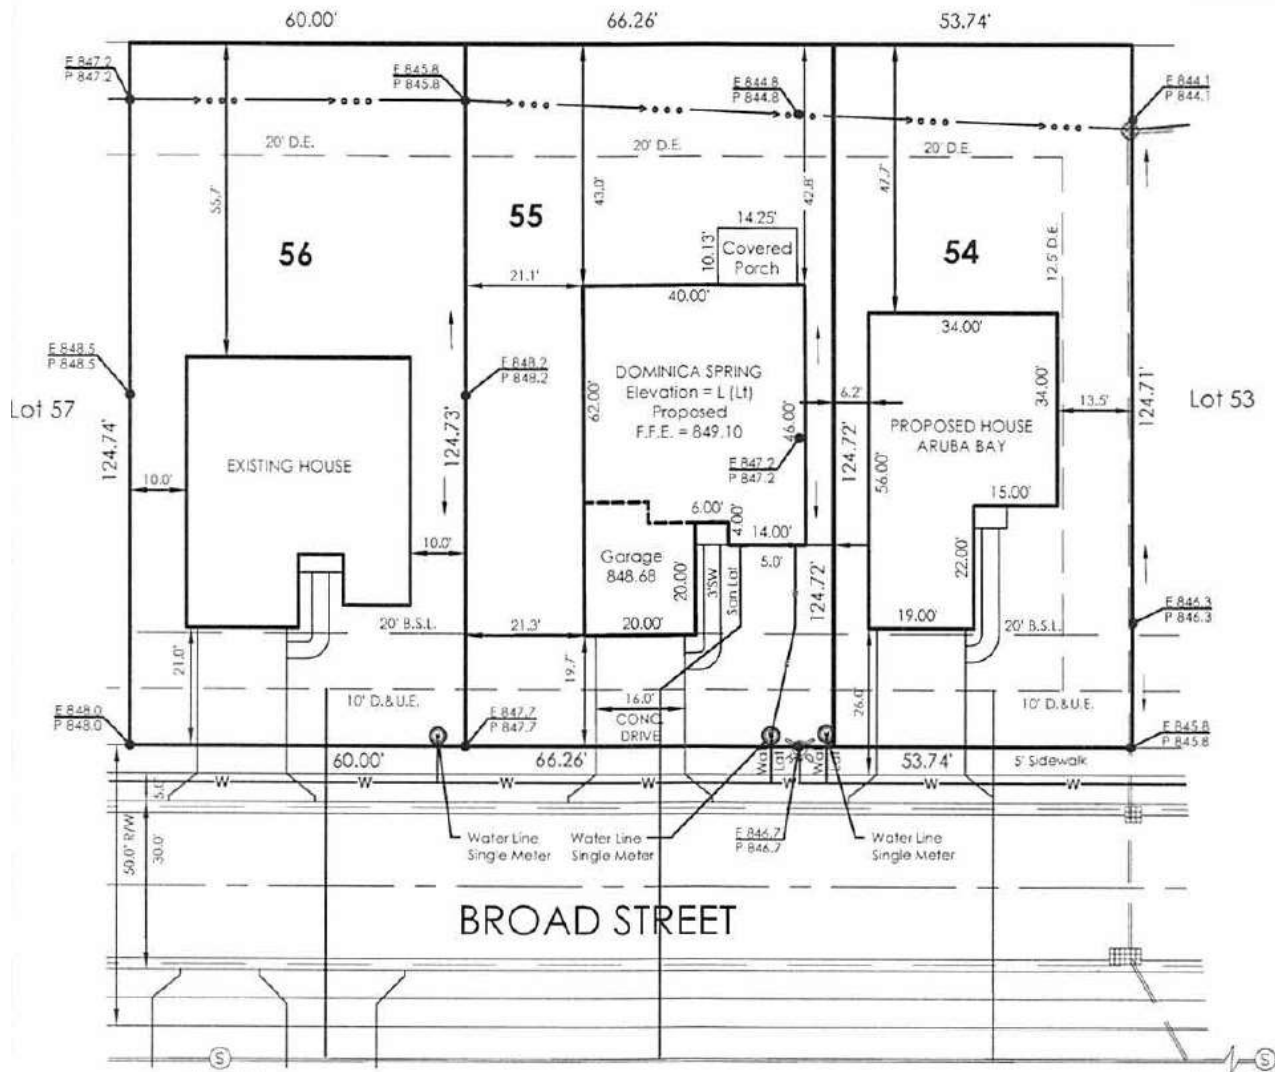 60.00'
66.26'
53.74'
E 847.2
P 847.2
E 845.8
P 845.8
E 844.8
P 844.8
E 844.1
P 844.1
20' D.E.
20' D.E.
20' D.E.
55.7'
43.0'
42.8'
47.7'
56
55
54
12.5' D.E.
14.25'
10.13'
Covered
Porch
21.1'
40.00'
34.00'
E 848.5
P 848.5
E 848.2
P 848.2
Lot 57
Lot 53
124.74'
124.73'
124.72'
124.71'
62.00'
DOMINICA SPRING
Elevation = L (Lt)
Proposed
F.F.E. = 849.10
46.00'
6.2'
34.00'
13.5'
PROPOSED HOUSE
ARUBA BAY
E 847.2
P 847.2
56.00'
EXISTING HOUSE
10.0'
10.0'
6.00'
4.00'
14.00'
15.00'
Garage
848.68
20.00'
3'SW
San Lat
5.0'
124.72'
22.00'
20.00'
19.00'
E 846.3
P 846.3
20' B.S.L.
21.3'
20' B.S.L.
21.0'
19.7'
26.0'
10' D.&U.E.
16.0'
CONC.
DRIVE
10' D.&U.E.
E 848.0
P 848.0
E 847.7
P 847.7
E 845.8
P 845.8
60.00'
66.26'
Wa
Lat
Wa
Lat
53.74'
5' Sidewalk
W
W
W
W
W
W
W
5.0'
50.0' R/W
30.0'
Water Line
Single Meter
Water Line
Single Meter
E 846.7
P 846.7
Water Line
Single Meter
BROAD STREET
S
S